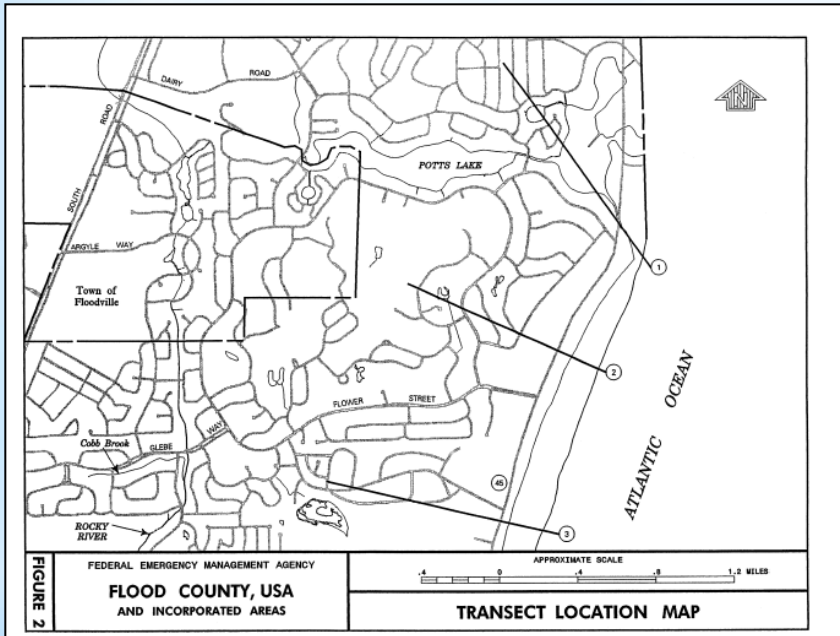 DAIRY ROAD
SOUTH ROAD
POTTS LAKE
ARGYLE WAY
Town of
Floodville
1
2
ATLANTIC OCEAN
FLOWER STREET
Cobb Brook
GLEBE WAY
45
3
ROCKY
RIVER
FIGURE 2
FEDERAL EMERGENCY MANAGEMENT AGENCY
FLOOD COUNTY, USA
AND INCORPORATED AREAS
APPROXIMATE SCALE
.4 0 .4 .8 1.2 MILES
TRANSECT LOCATION MAP